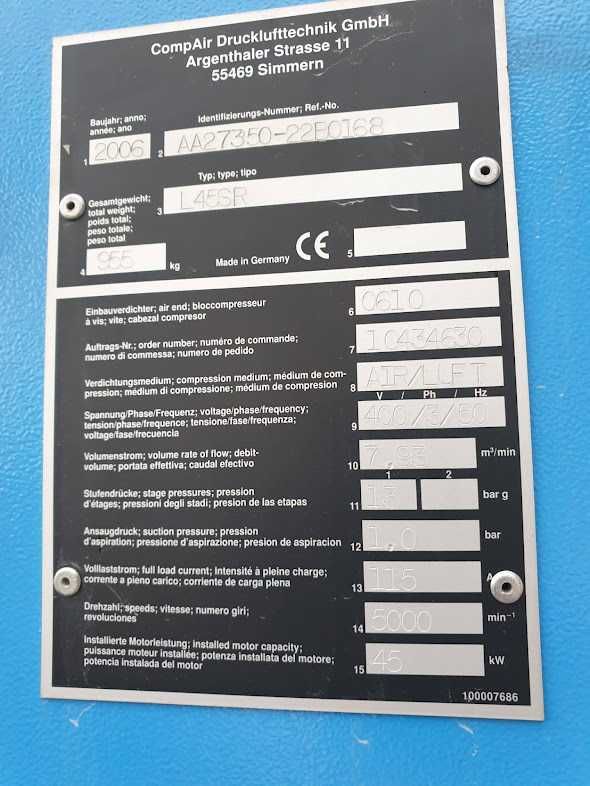 CompAir Drucklufttechnik GmbH
Argenthaler Strasse 11
55469 Simmern
Baujahr; anno;
année; ano
1 2006
Identifizierungs-Nummer; Ref.-No.
2 AA27350-22E0168
Typ; type; tipo
3 L45SR
Gesamtgewicht;
total weight;
poids total;
peso totale;
peso total
4 955 kg
Made in Germany CE 5
Einbauverdichter; air end; bloccompresseur
à vis; vite; cabezal compresor
6 0610
Auftrags-Nr.; order number; numéro de commande;
numero di commessa; numero de pedido
7 10434630
Verdichtungsmedium; compression medium; médium de com-
pression; médium di compressione; médium de compresión
8 AIR/LUFT
V / Ph / Hz
Spannung/Phase/Frequenz; voltage/phase/frequency;
tension/phase/frequence; tensione/fase/frequenza;
voltage/fase/frecuencia
9 400/3/50
Volumenstrom; volume rate of flow; debit-
volume; portata effettiva; caudal efectivo
10 7,93 m³/min
1 2
Stufendrücke; stage pressures; pression
d'étages; pressioni degli stadi; presion de las etapas
11 13 bar g
Ansaugdruck; suction pressure; pression
d'aspiration; pressione d'aspirazione; presion de aspiracion
12 1,0 bar
Volllaststrom; full load current; intensité à pleine charge;
corrente a pieno carico; corriente de carga plena
13 115 A
Drehzahl; speeds; vitesse; numero giri;
revoluciones
14 5000 min⁻¹
Installierte Motorleistung; installed motor capacity;
puissance moteur installée; potenza installata del motore;
potencia instalada del motor
15 45 kW
100007686